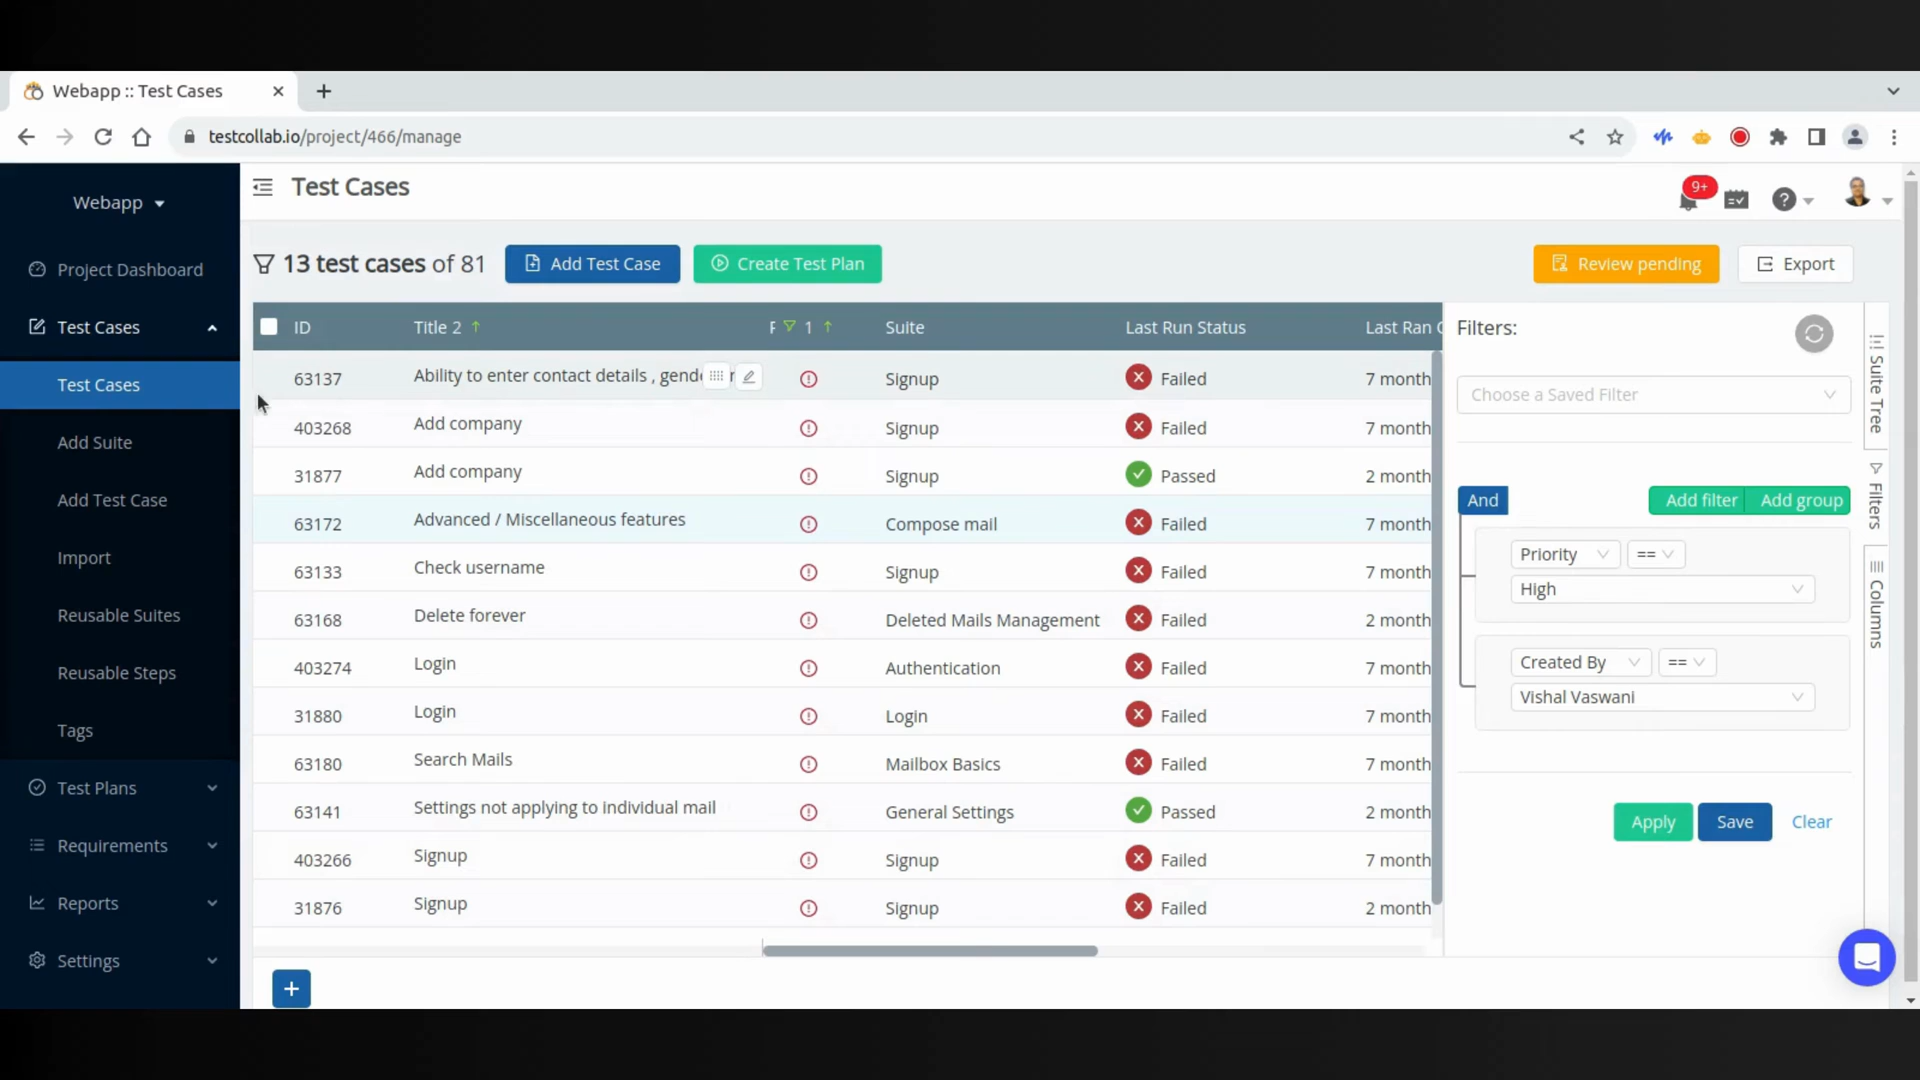 Webapp :: Test Cases
testcollab.io/project/466/manage
Webapp
Test Cases
9+
Project Dashboard
Test Cases
Test Cases
Add Suite
Add Test Case
Import
Reusable Suites
Reusable Steps
Tags
Test Plans
Requirements
Reports
Settings
13 test cases of 81
Add Test Case
Create Test Plan
Review pending
Export
ID Title 2 1 Suite Last Run Status Last Ran
63137 Ability to enter contact details , Signup Failed 7 month
403268 Add company Signup Failed 7 month
31877 Add company Signup Passed 2 month
63172 Advanced / Miscellaneous features Compose mail Failed 7 month
63133 Check username Signup Failed 7 month
63168 Delete forever Deleted Mails Management Failed 2 month
403274 Login Authentication Failed 7 month
31880 Login Login Failed 7 month
63180 Search Mails Mailbox Basics Failed 7 month
63141 Settings not applying to individual mail General Settings Passed 2 month
403266 Signup Signup Failed 7 month
31876 Signup Signup Failed 2 month
Filters:
Choose a Saved Filter
And
Add filter Add group
Priority ==
High
Created By ==
Vishal Vaswani
Apply Save Clear
Suite Tree
Filters
Columns